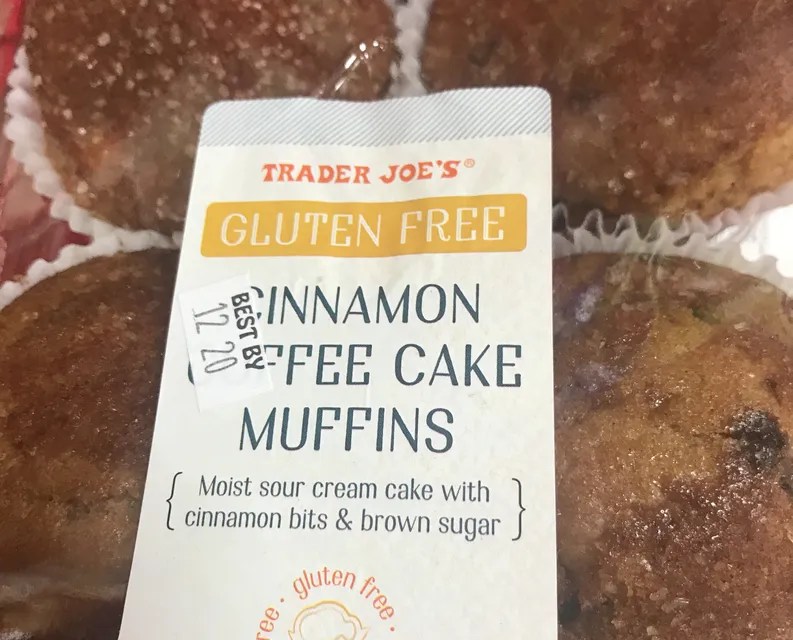 TRADER JOE'S®
GLUTEN FREE
CINNAMON
COFFEE CAKE
MUFFINS
BEST BY
12 20
{ Moist sour cream cake with
cinnamon bits & brown sugar }
gluten free ·